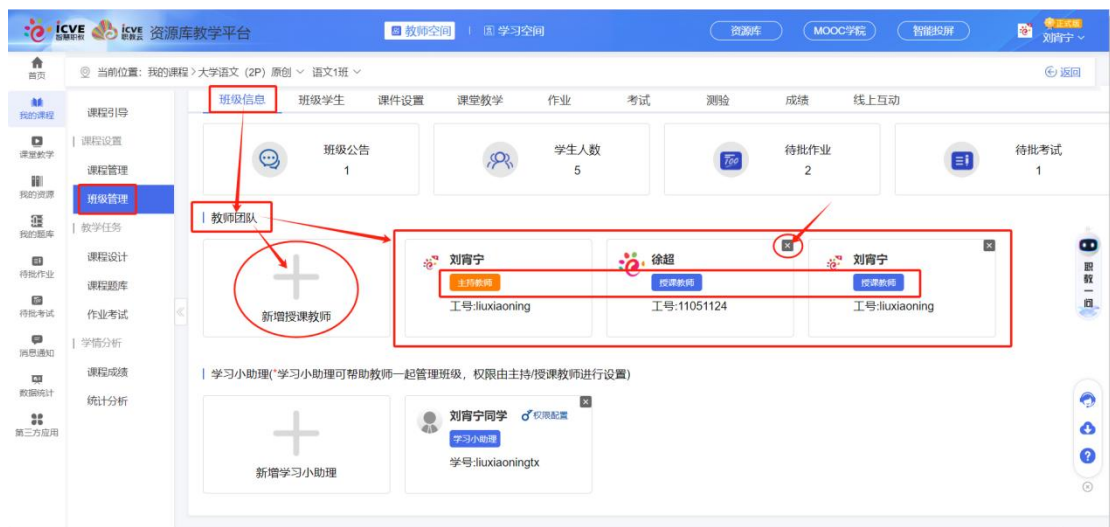 icve 智慧职教 icve 职教云 资源库教学平台
教师空间 学习空间
资源库 MOOC学院 智能投屏
正式版
刘宵宁
首页
我的课程
课堂教学
我的资源
我的题库
待批作业
待批考试
消息通知
数据统计
第三方应用
当前位置：我的课程>大学语文（2P）原创 语文1班
返回
课程引导
课程设置
课程管理
班级管理
教学任务
课程设计
课程题库
作业考试
学情分析
课程成绩
统计分析
班级信息 班级学生 课件设置 课堂教学 作业 考试 测验 成绩 线上互动
班级公告
1
学生人数
5
待批作业
2
待批考试
1
教师团队
新增授课教师
刘宵宁
主持教师
工号:liuxiaoning
徐超
授课教师
工号:11051124
刘宵宁
授课教师
工号:liuxiaoning
学习小助理(*学习小助理可帮助教师一起管理班级，权限由主持/授课教师进行设置)
新增学习小助理
刘宵宁同学 权限配置
学习小助理
学号:liuxiaoningtx
职教一问